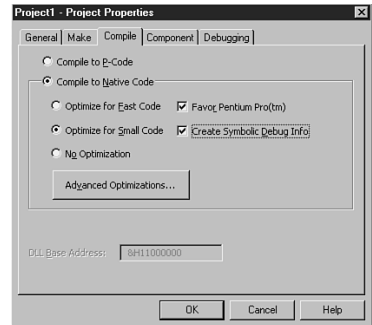 Project1 - Project Properties
General Make Compile Component Debugging
Compile to P-Code
Compile to Native Code
Optimize for Fast Code Favor Pentium Pro(tm)
Optimize for Small Code Create Symbolic Debug Info
No Optimization
Advanced Optimizations...
DLL Base Address: &H11000000
OK Cancel Help